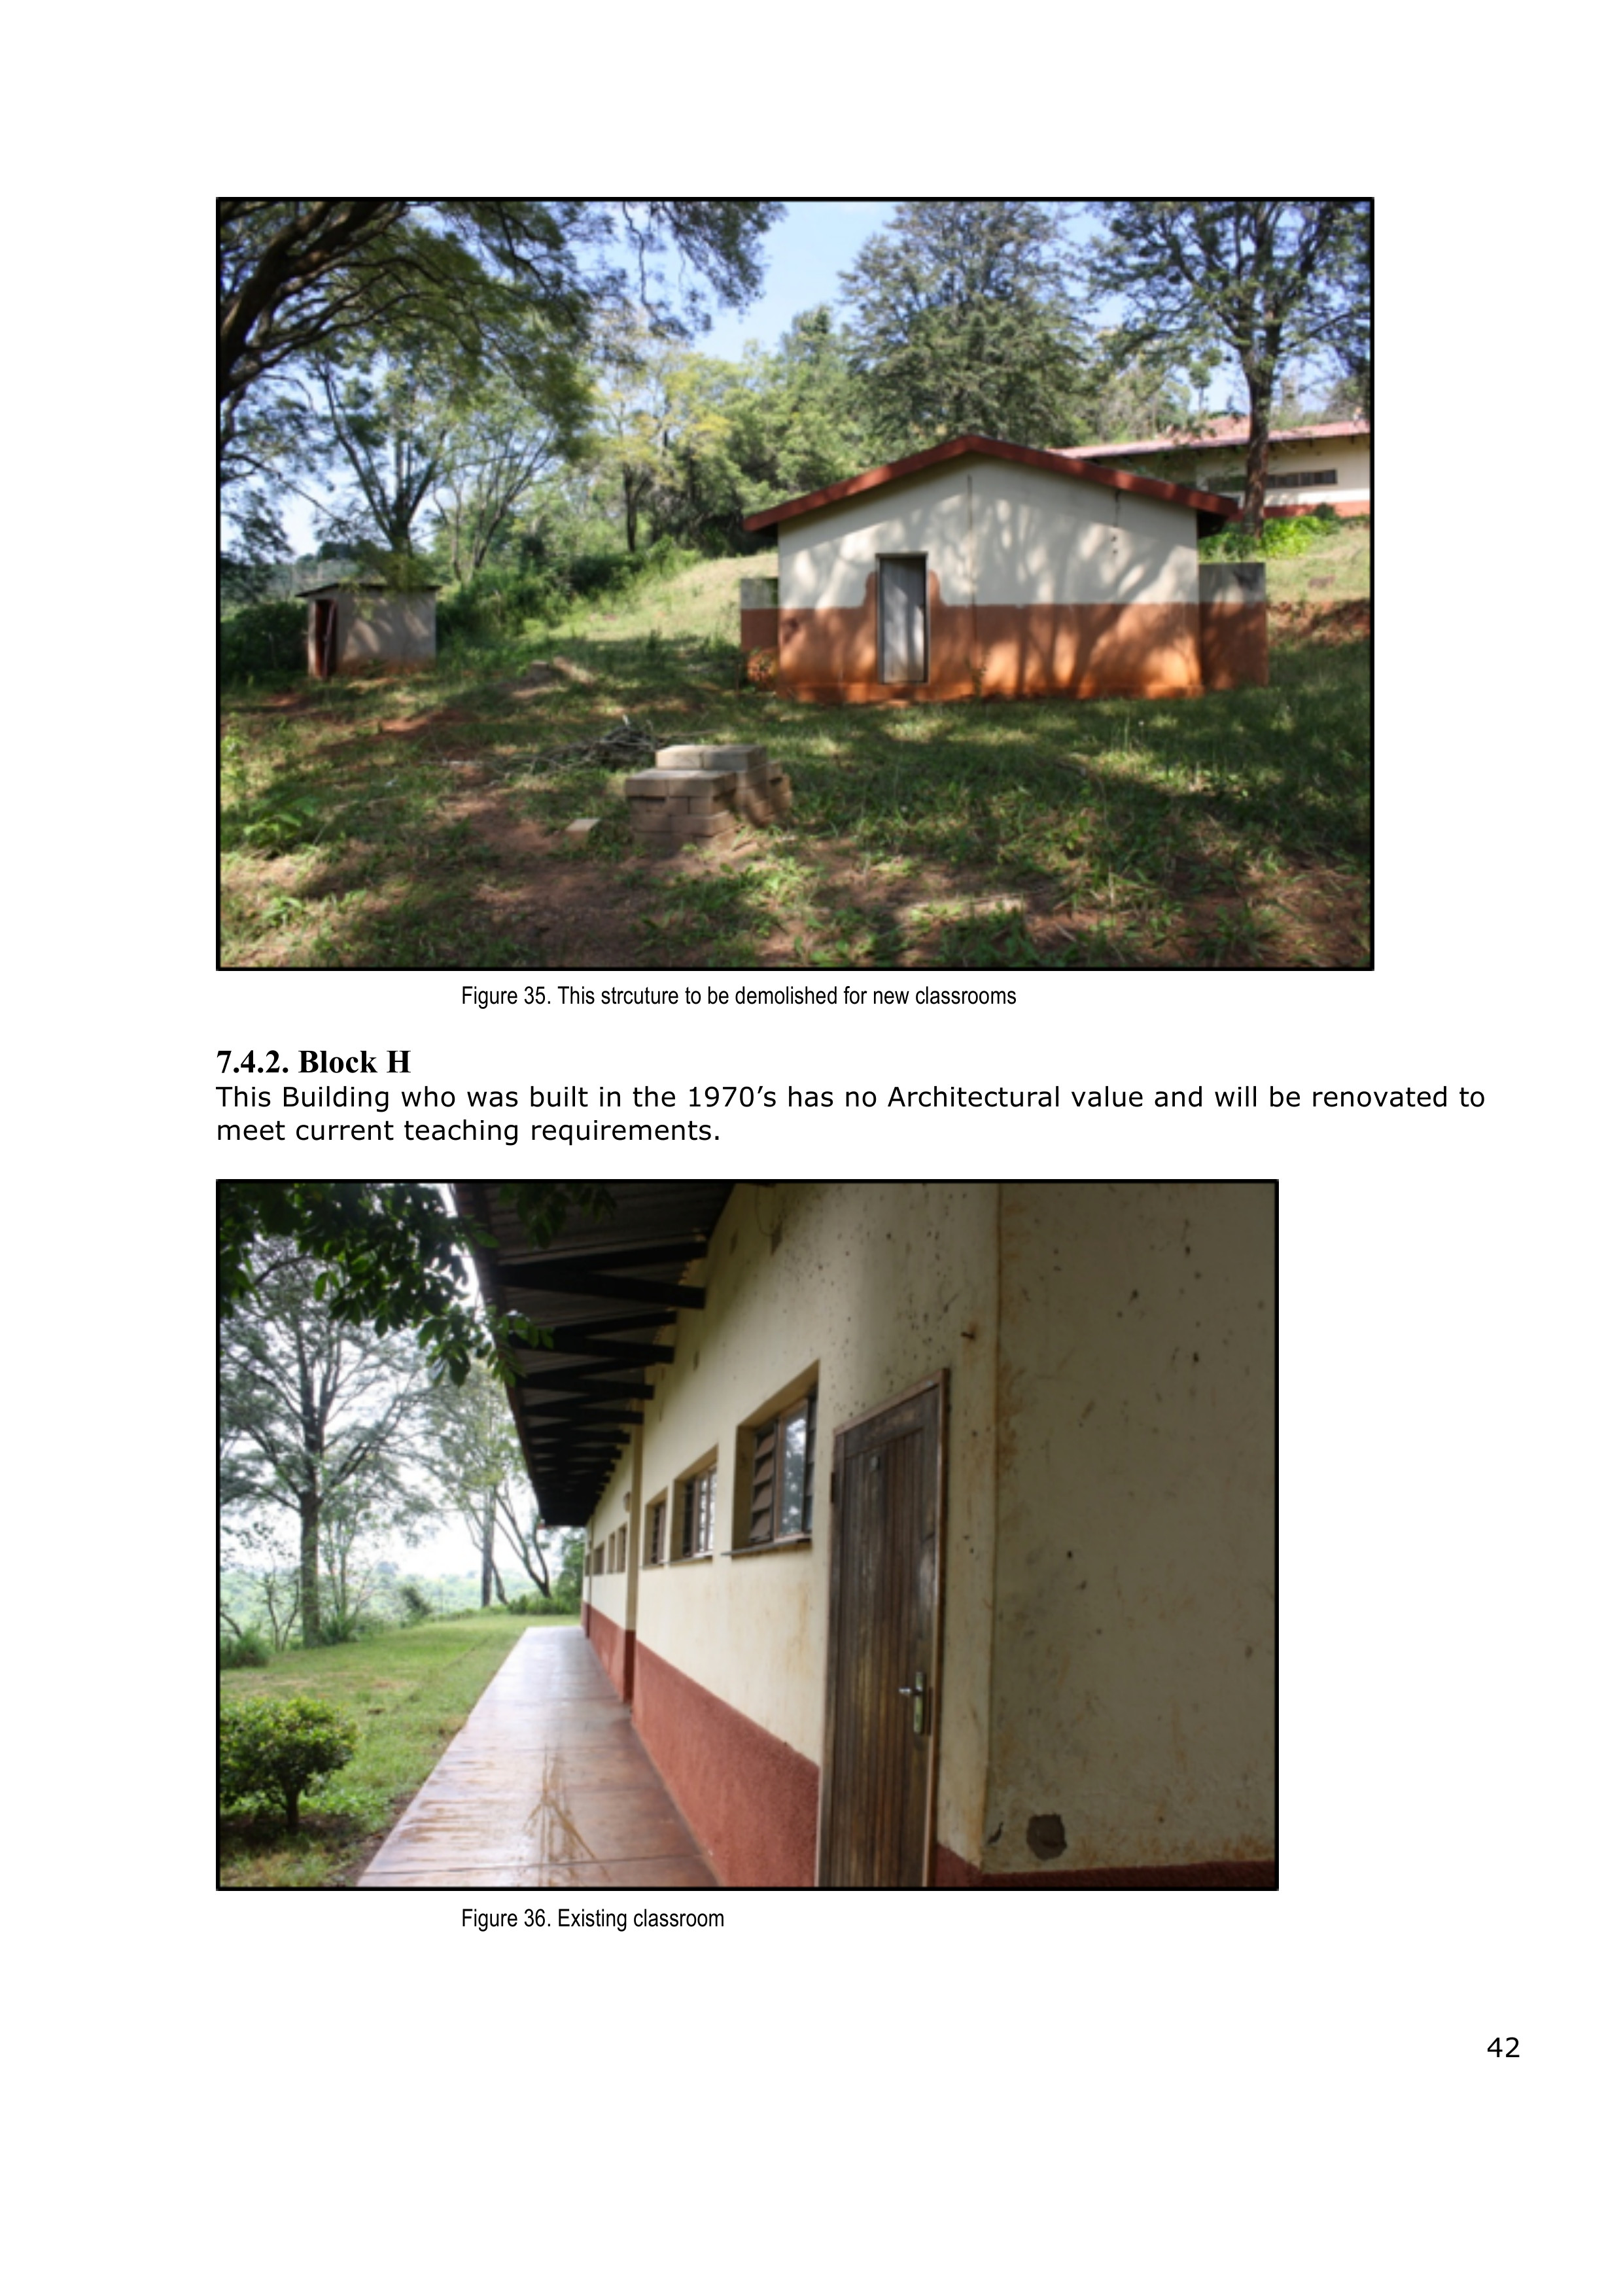 Figure 35. This strcuture to be demolished for new classrooms
7.4.2. Block H
This Building who was built in the 1970’s has no Architectural value and will be renovated to
meet current teaching requirements.
Figure 36. Existing classroom
42